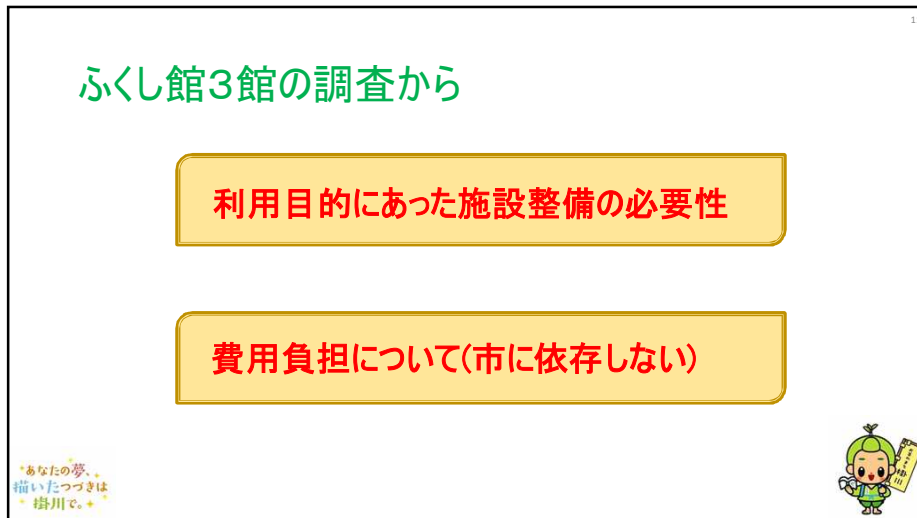 ふくし館３館の調査から
利用目的にあった施設整備の必要性
費用負担について(市に依存しない)
あなたの夢、
描いたつづきは
掛川で。